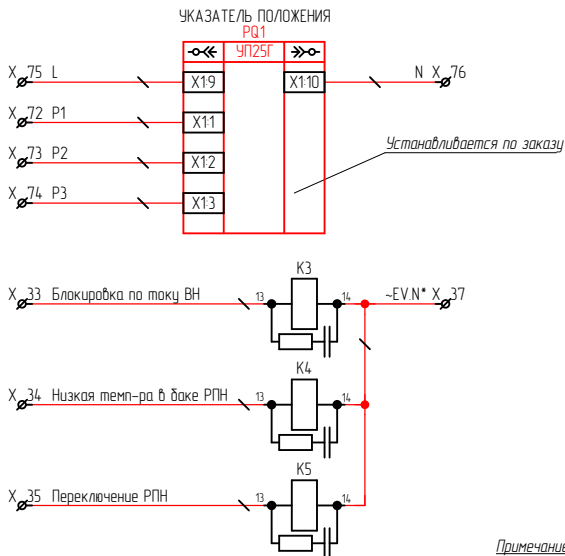 УКАЗАТЕЛЬ ПОЛОЖЕНИЯ
PQ1
УП25Г
X 75 L X1:9 X1:10 N X 76
X 72 P1 X1:1
Устанавливается по заказу
X 73 P2 X1:2
X 74 P3 X1:3
K3
X 33 Блокировка по току ВН 13 14 ~EV.N* X 37
K4
X 34 Низкая темп-ра в баке РПН 13 14
K5
X 35 Переключение РПН 13 14
Примечание